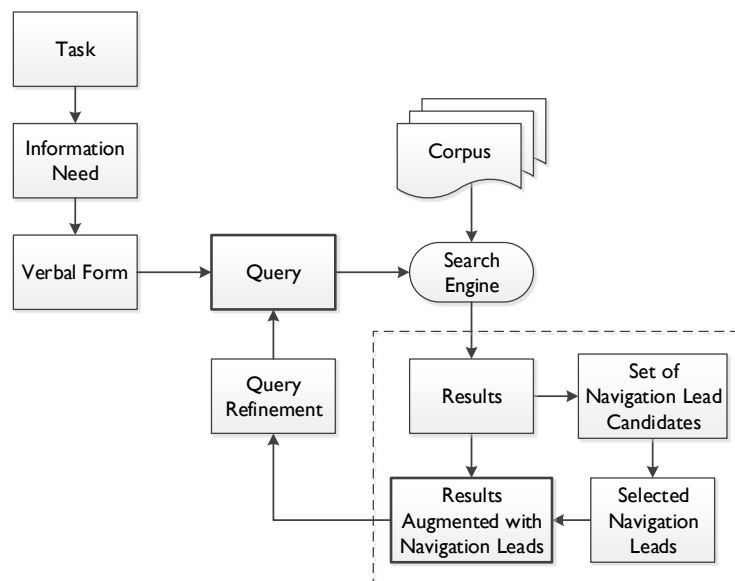 Task
Information
Need
Verbal Form
Query
Corpus
Search
Engine
Query
Refinement
Results
Set of
Navigation Lead
Candidates
Results
Augmented with
Navigation Leads
Selected
Navigation
Leads